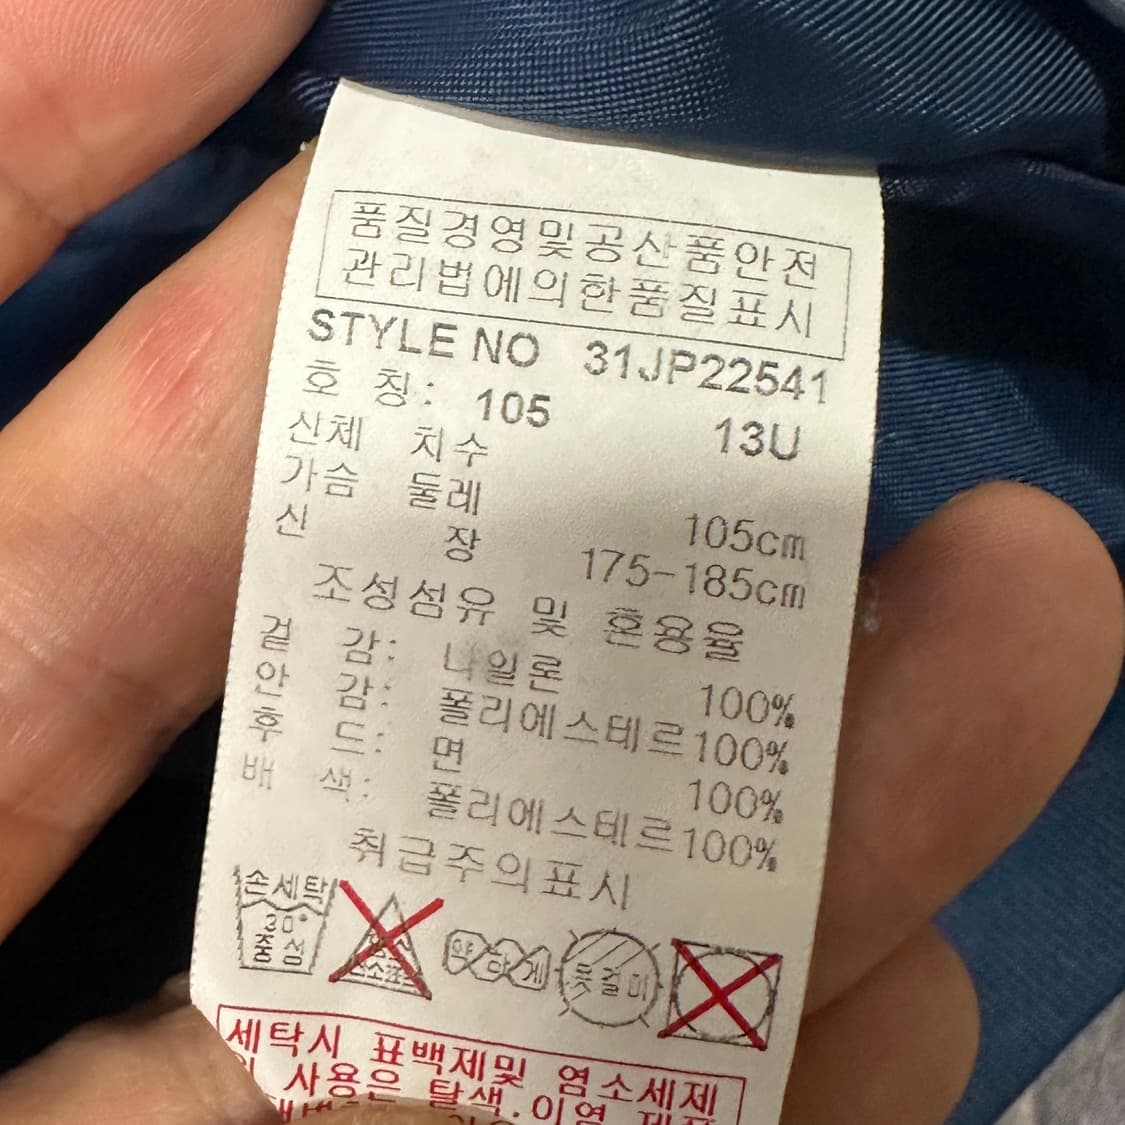 품질경영및공산품안전
관리법에의한품질표시
STYLE NO 31JP22541
호 칭: 105 13U
신체 치수
가슴 둘레 105cm
신 장 175-185cm
조성섬유 및 혼용율
겉 감: 나일론 100%
안 감: 폴리에스테르100%
후 드: 면 100%
배 색: 폴리에스테르100%
취급주의표시
손세탁
30°
중성
약하게
옷걸이
세탁시 표백제및 염소세제
사용은 탈색.이염